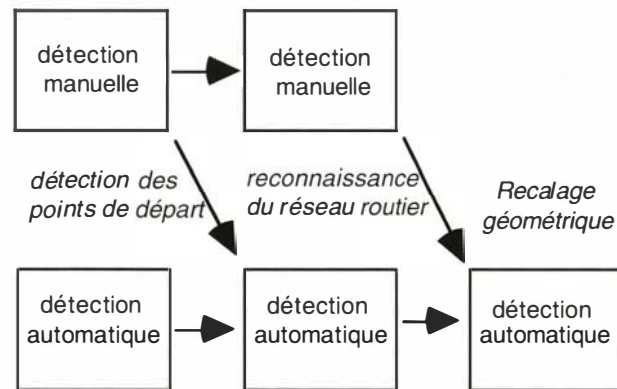 détection
manuelle
détection
manuelle
détection des
points de départ
reconnaissance
du réseau routier
Recalage
géométrique
détection
automatique
détection
automatique
détection
automatique